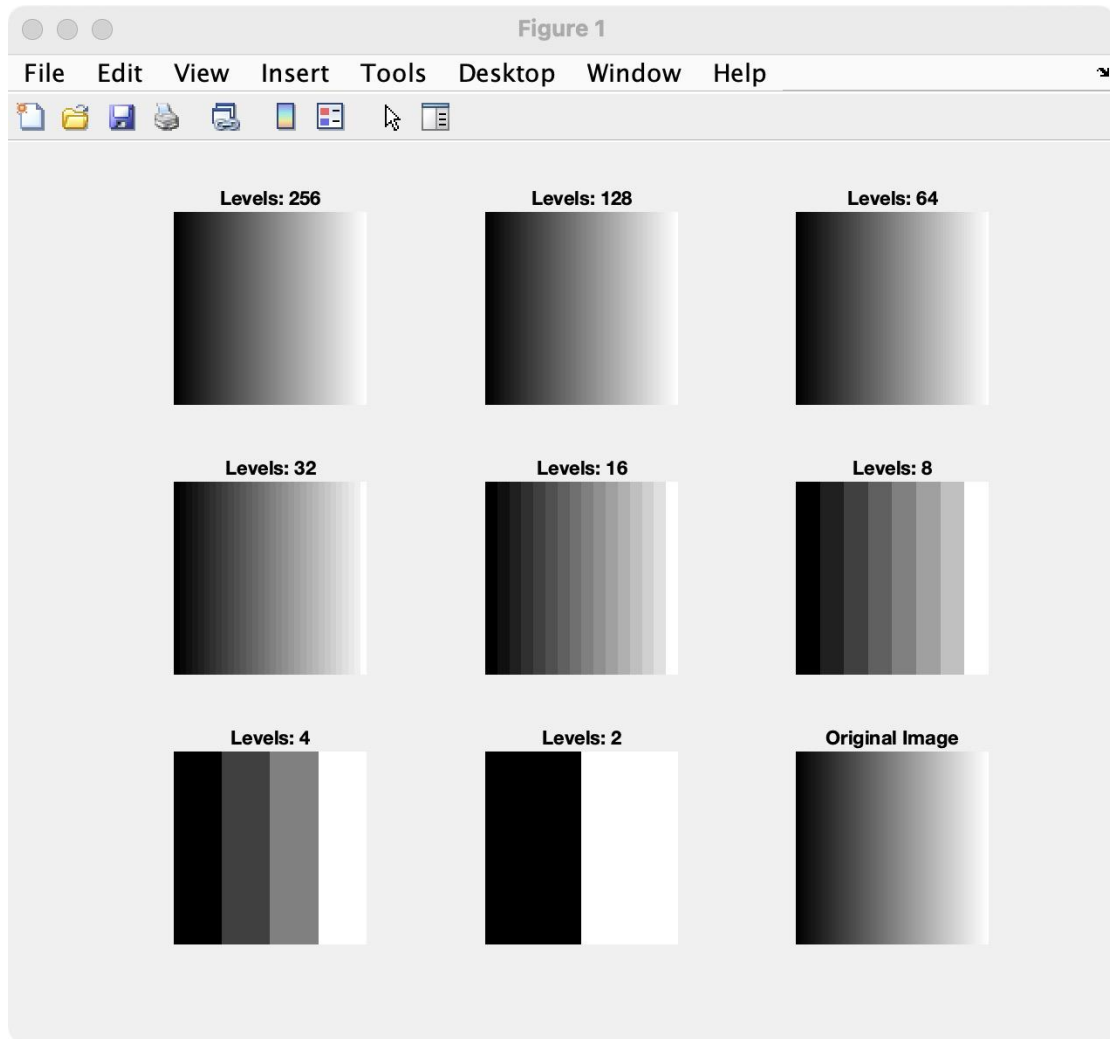 Figure 1
File Edit View Insert Tools Desktop Window Help
Levels: 256 Levels: 128 Levels: 64
Levels: 32 Levels: 16 Levels: 8
Levels: 4 Levels: 2 Original Image